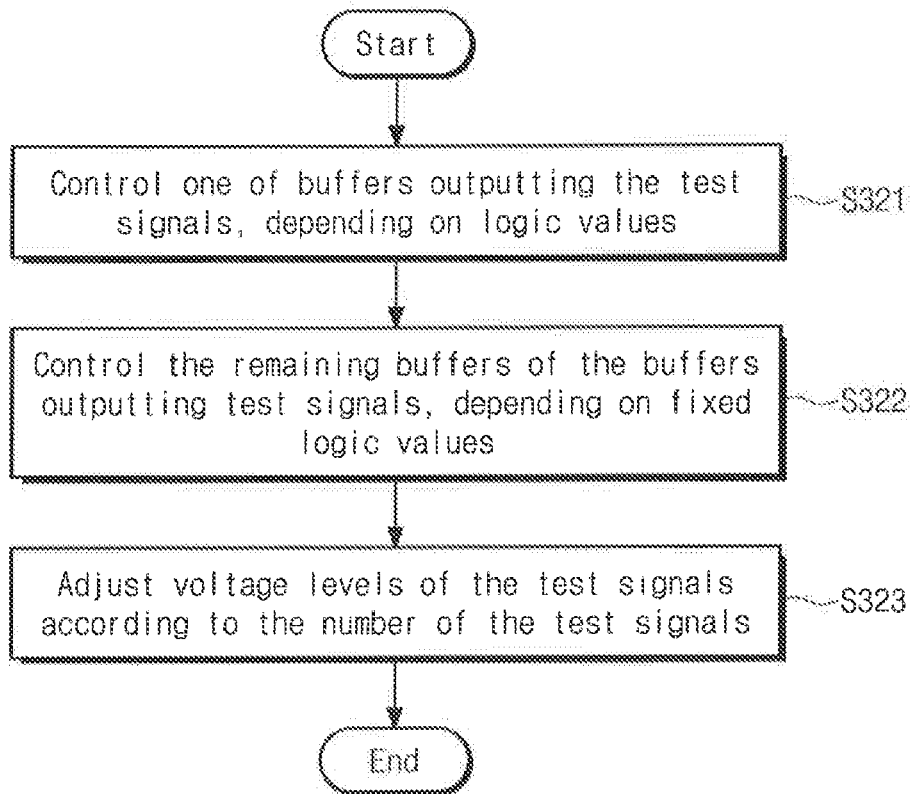 Start
Control one of buffers outputting the test
signals, depending on logic values
S321
Control the remaining buffers of the buffers
outputting test signals, depending on fixed
logic values
S322
Adjust voltage levels of the test signals
according to the number of the test signals
S323
End